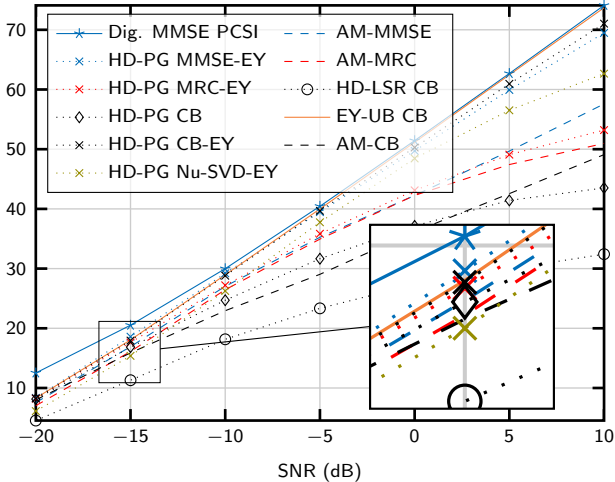 70
60
50
40
30
20
10
Dig. MMSE PCSI
HD-PG MMSE-EY
HD-PG MRC-EY
HD-PG CB
HD-PG CB-EY
HD-PG Nu-SVD-EY
AM-MMSE
AM-MRC
HD-LSR CB
EY-UB CB
AM-CB
−20 −15 −10 −5 0 5 10
SNR (dB)